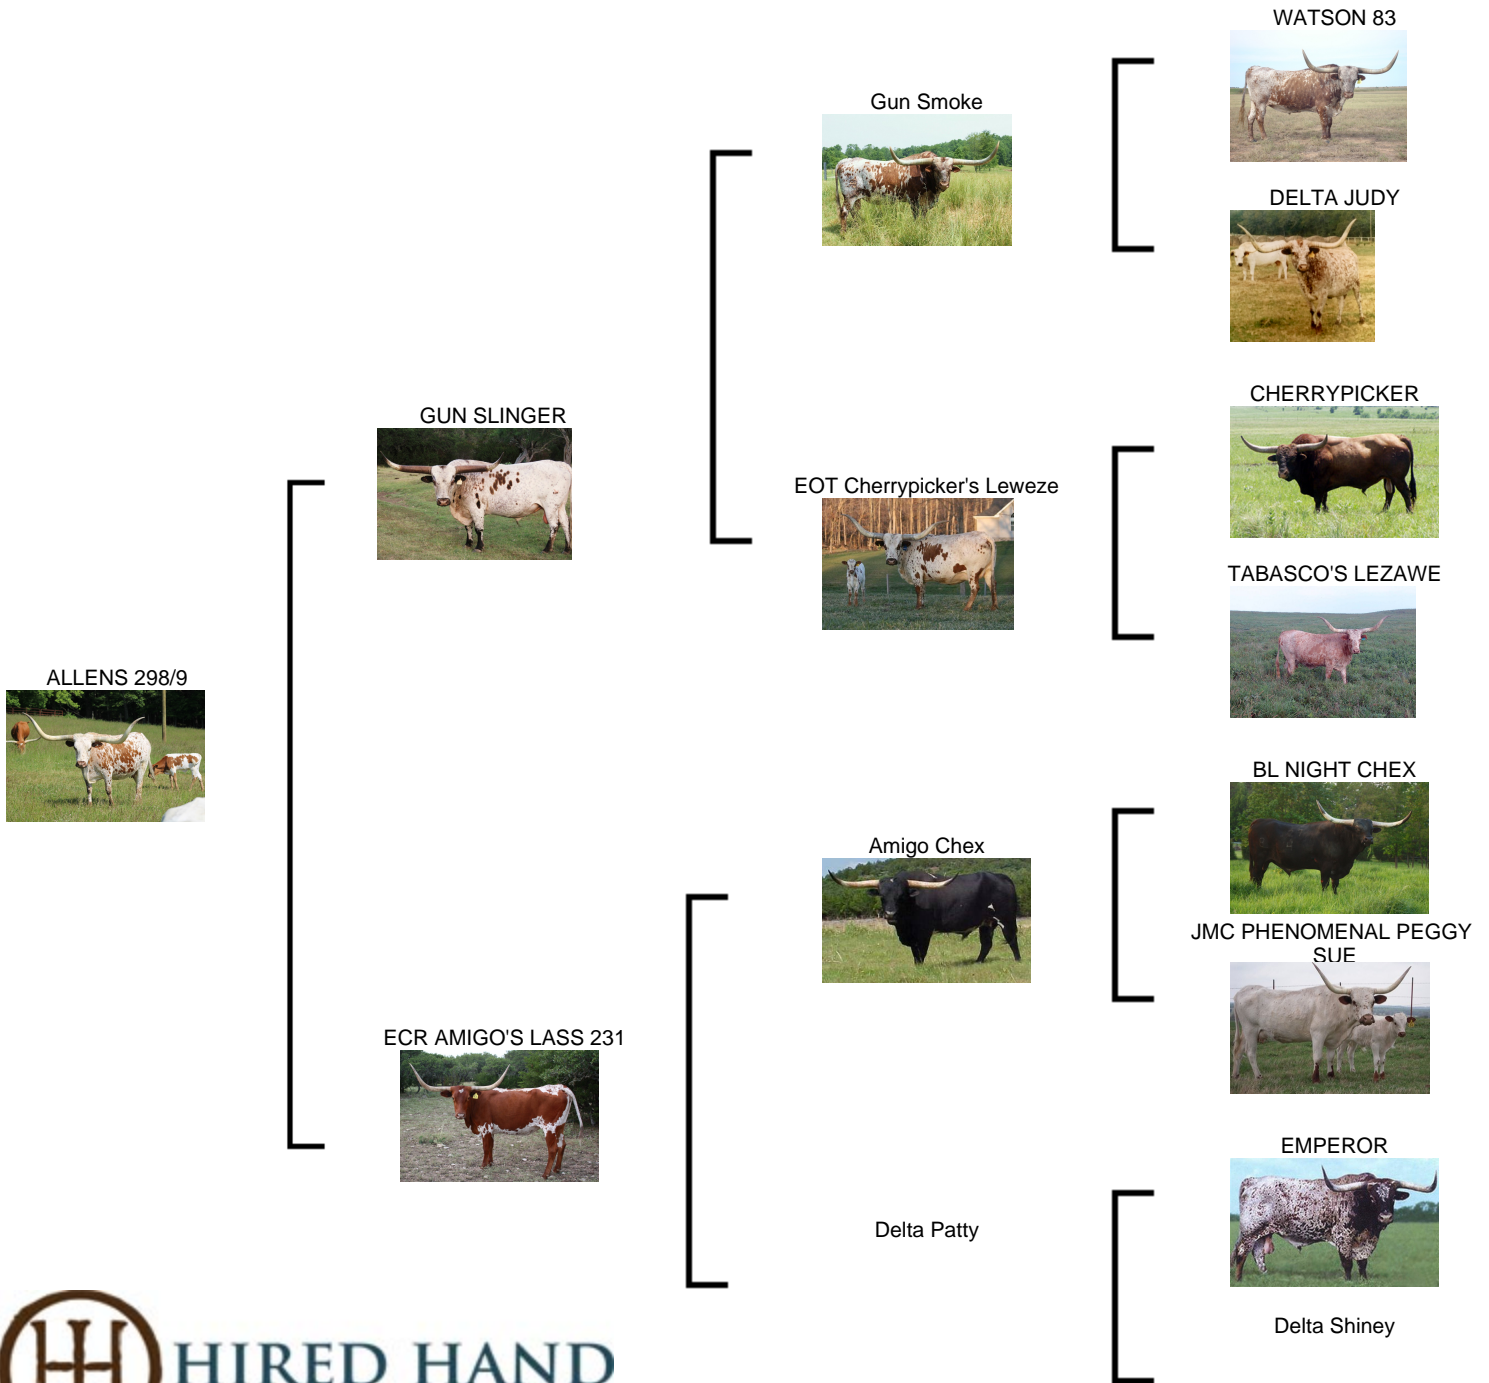 WATSON 83
Gun Smoke
DELTA JUDY
CHERRYPICKER
GUN SLINGER
EOT Cherrypicker's Leweze
TABASCO'S LEZAWE
ALLENS 298/9
BL NIGHT CHEX
Amigo Chex
JMC PHENOMENAL PEGGY
SUE
ECR AMIGO'S LASS 231
EMPEROR
Delta Patty
Delta Shiney
HIRED HAND